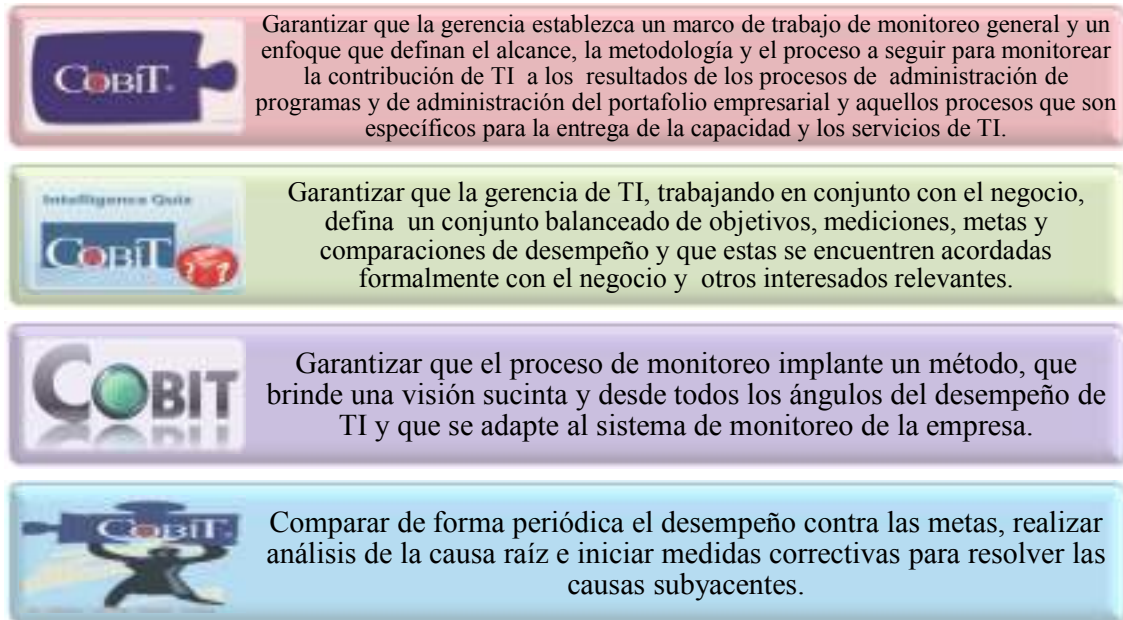 COBIT
Garantizar que la gerencia establezca un marco de trabajo de monitoreo general y un
enfoque que definan el alcance, la metodología y el proceso a seguir para monitorear
la contribución de TI a los resultados de los procesos de administración de
programas y de administración del portafolio empresarial y aquellos procesos que son
específicos para la entrega de la capacidad y los servicios de TI.
Intelligence Quiz
COBIT
? ?
Garantizar que la gerencia de TI, trabajando en conjunto con el negocio,
defina un conjunto balanceado de objetivos, mediciones, metas y
comparaciones de desempeño y que estas se encuentren acordadas
formalmente con el negocio y otros interesados relevantes.
COBIT
Garantizar que el proceso de monitoreo implante un método, que
brinde una visión sucinta y desde todos los ángulos del desempeño de
TI y que se adapte al sistema de monitoreo de la empresa.
COBIT
Comparar de forma periódica el desempeño contra las metas, realizar
análisis de la causa raíz e iniciar medidas correctivas para resolver las
causas subyacentes.